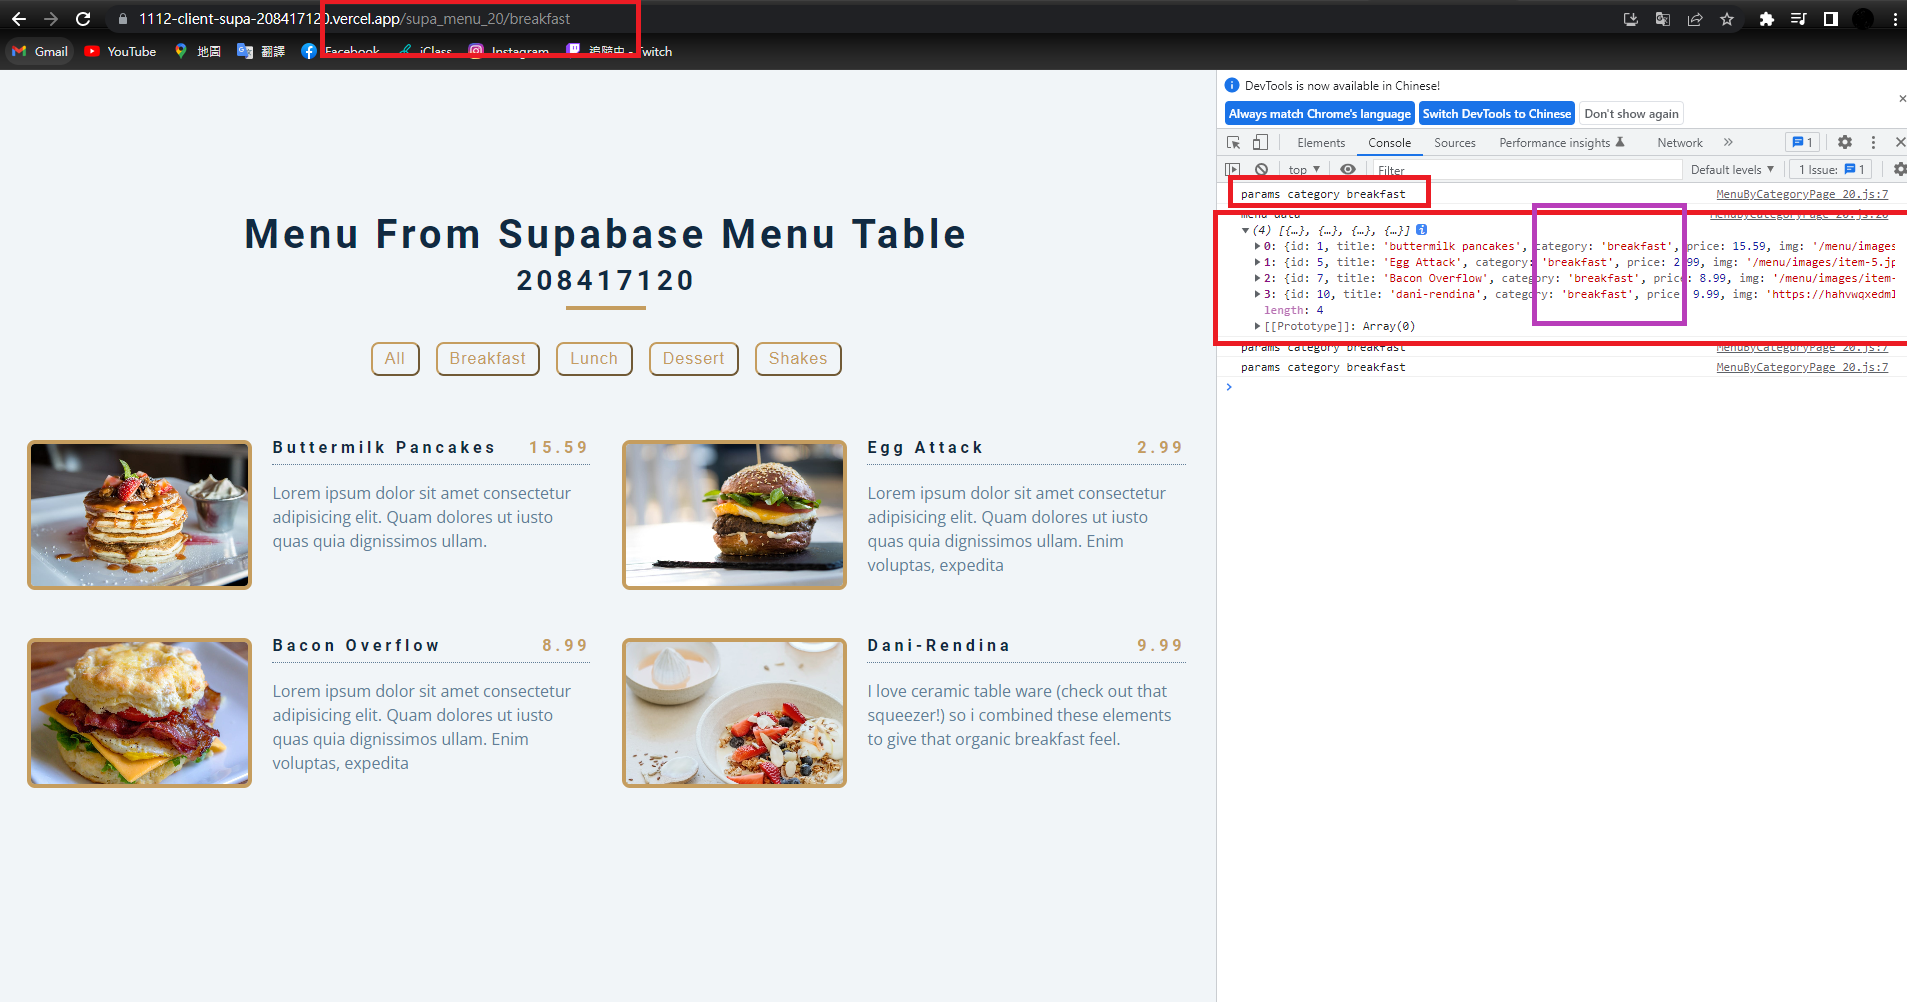 1112-client-supa-208417120.vercel.app/supa_menu_20/breakfast
Gmail YouTube 地圖 翻譯 Facebook iClass Instagram 追隨中 - Twitch
Menu From Supabase Menu Table
208417120
All Breakfast Lunch Dessert Shakes
Buttermilk Pancakes 15.59
Lorem ipsum dolor sit amet consectetur
adipisicing elit. Quam dolores ut iusto
quas quia dignissimos ullam.
Egg Attack 2.99
Lorem ipsum dolor sit amet consectetur
adipisicing elit. Quam dolores ut iusto
quas quia dignissimos ullam. Enim
voluptas, expedita
Bacon Overflow 8.99
Lorem ipsum dolor sit amet consectetur
adipisicing elit. Quam dolores ut iusto
quas quia dignissimos ullam. Enim
voluptas, expedita
Dani-Rendina 9.99
I love ceramic table ware (check out that
squeezer!) so i combined these elements
to give that organic breakfast feel.
DevTools is now available in Chinese!
Always match Chrome's language Switch DevTools to Chinese Don't show again
Elements Console Sources Performance insights Network » 1
top Filter Default levels 1 Issue: 1
params category breakfast MenuByCategoryPage_20.js:7
menu data MenuByCategoryPage_20.js:20
(4) [{…}, {…}, {…}, {…}]
0: {id: 1, title: 'buttermilk pancakes', category: 'breakfast', price: 15.59, img: '/menu/images
1: {id: 5, title: 'Egg Attack', category: 'breakfast', price: 2.99, img: '/menu/images/item-5.jp
2: {id: 7, title: 'Bacon Overflow', category: 'breakfast', price: 8.99, img: '/menu/images/item-
3: {id: 10, title: 'dani-rendina', category: 'breakfast', price: 9.99, img: 'https://hahvwqxedml
length: 4
[[Prototype]]: Array(0)
params category breakfast MenuByCategoryPage_20.js:7
params category breakfast MenuByCategoryPage_20.js:7